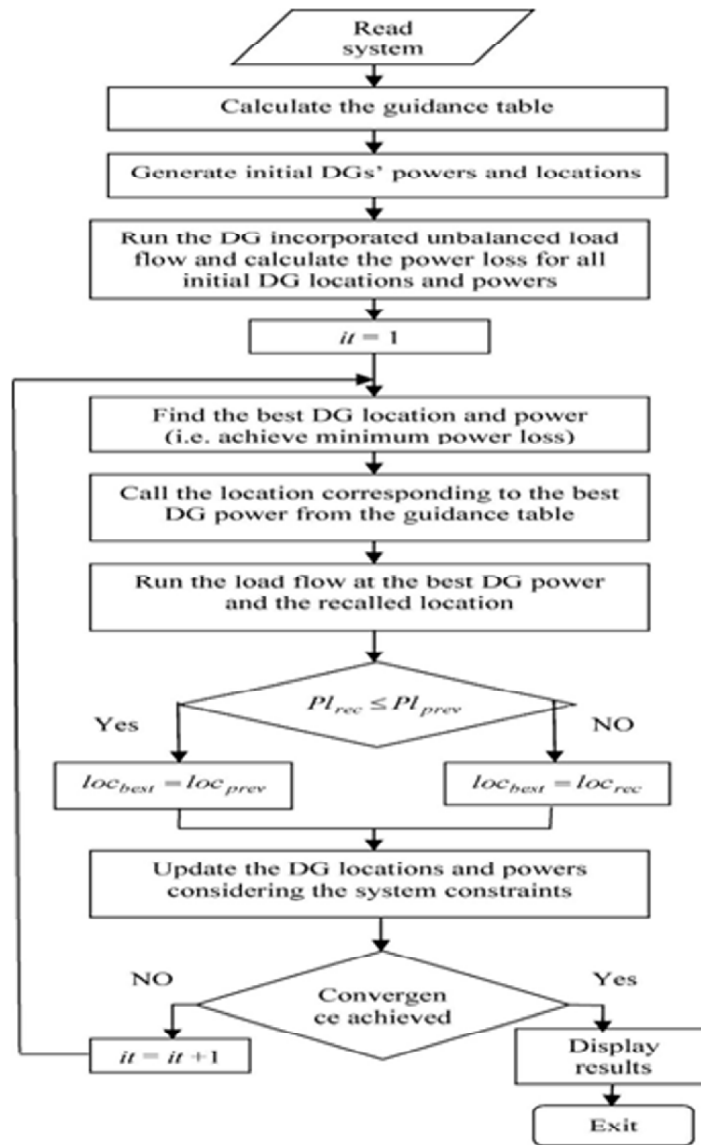 Read
system
Calculate the guidance table
Generate initial DGs' powers and locations
Run the DG incorporated unbalanced load
flow and calculate the power loss for all
initial DG locations and powers
it = 1
Find the best DG location and power
(i.e. achieve minimum power loss)
Call the location corresponding to the best
DG power from the guidance table
Run the load flow at the best DG power
and the recalled location
Pl_rec ≤ Pl_prev
Yes
NO
loc_best = loc_prev
loc_best = loc_rec
Update the DG locations and powers
considering the system constraints
NO
Yes
Convergen
ce achieved
it = it +1
Display
results
Exit